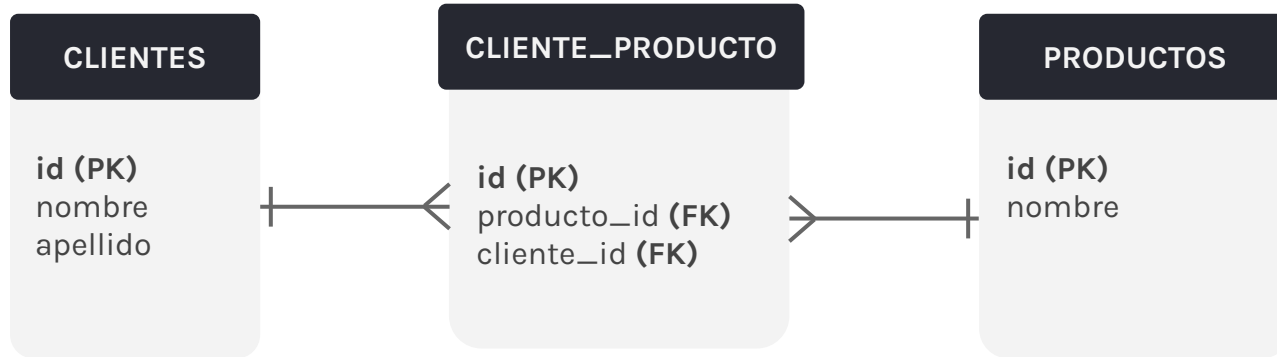 CLIENTES
id (PK)
nombre
apellido
CLIENTE_PRODUCTO
id (PK)
producto_id (FK)
cliente_id (FK)
PRODUCTOS
id (PK)
nombre